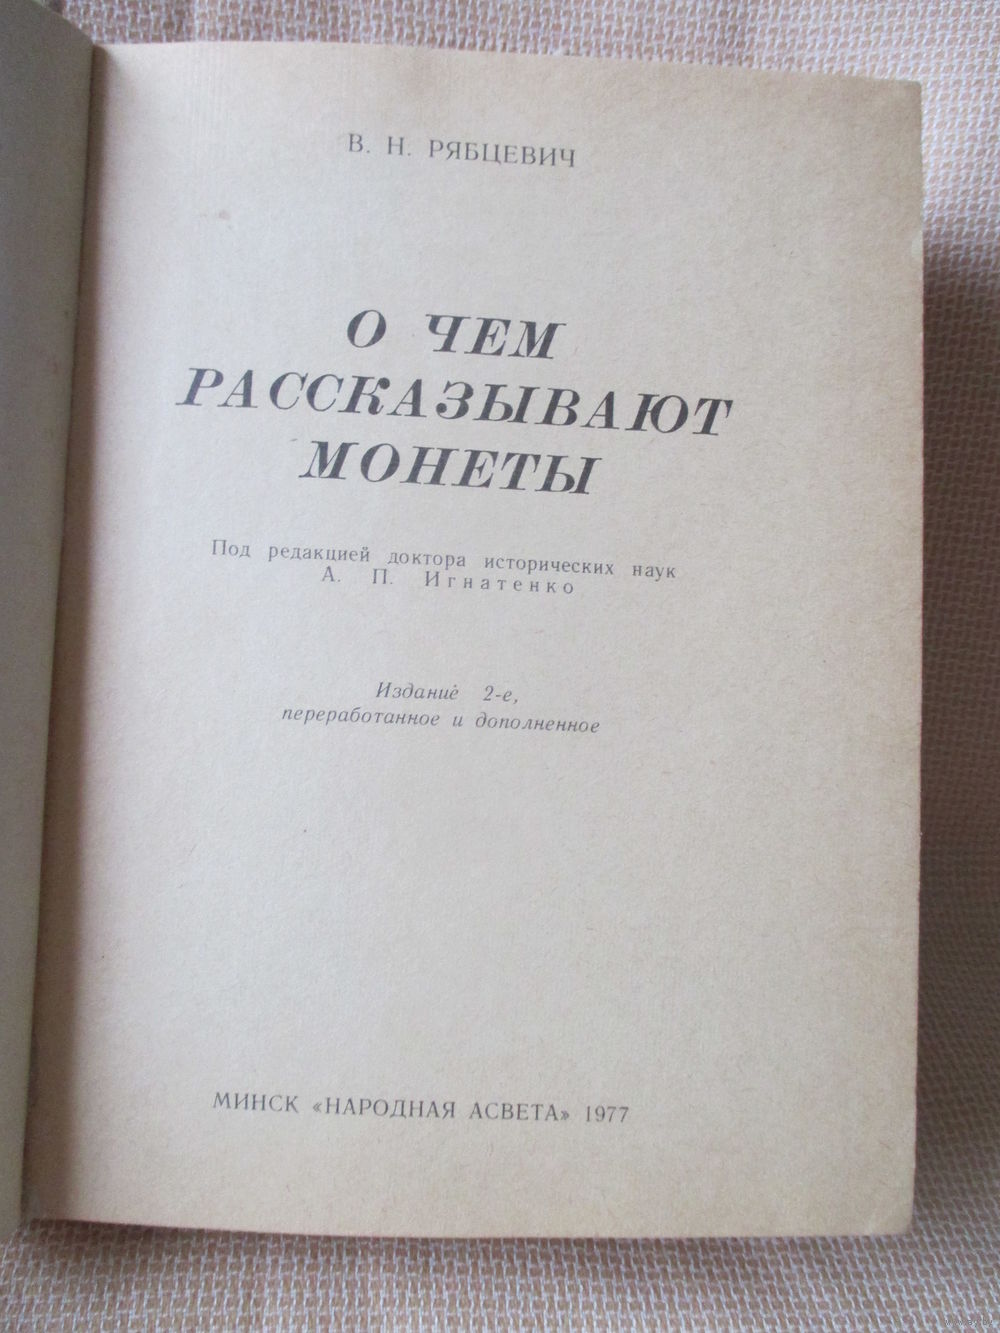 В. Н. РЯБЦЕВИЧ
О ЧЕМ
РАССКАЗЫВАЮТ
МОНЕТЫ
Под редакцией доктора исторических наук
А. П. Игнатенко
Издание 2-е,
переработанное и дополненное
МИНСК «НАРОДНАЯ АСВЕТА» 1977